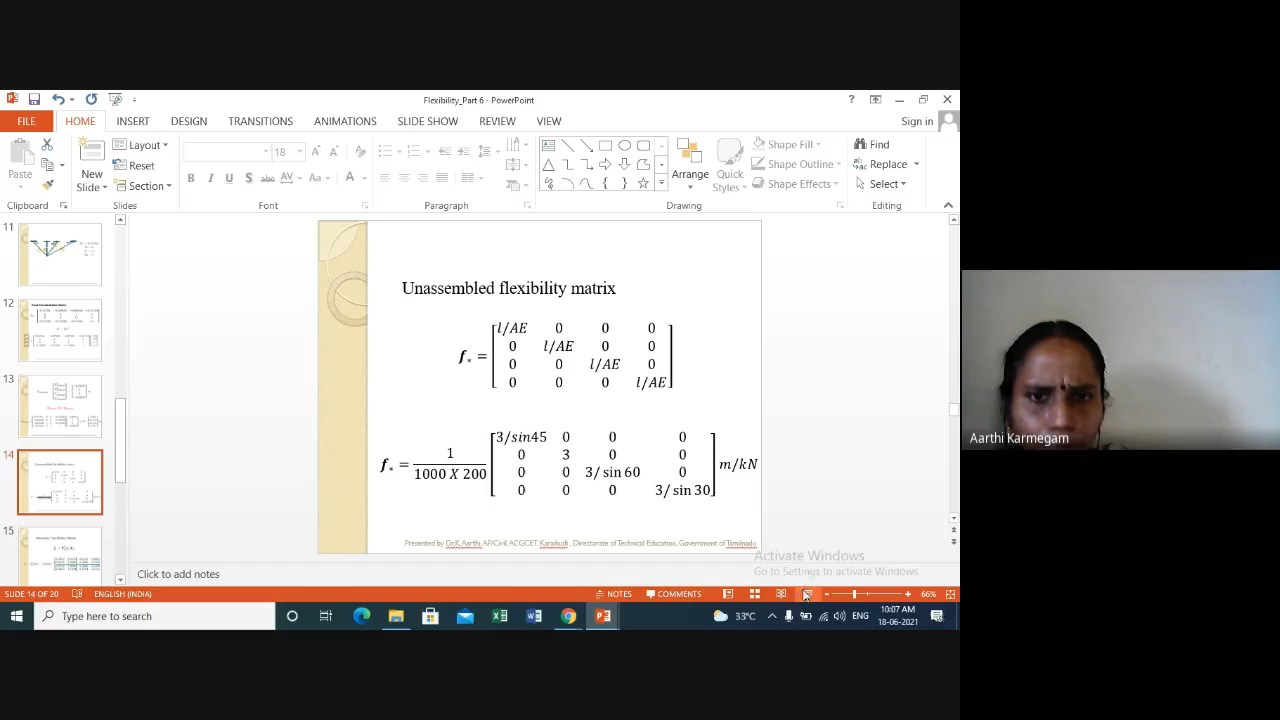 Flexibility_Part 6 - PowerPoint
FILE HOME INSERT DESIGN TRANSITIONS ANIMATIONS SLIDE SHOW REVIEW VIEW Sign in
Paste
New Slide
Layout
Reset
Section
18
B I U S abc AV Aa A
Arrange
Quick Styles
Shape Fill
Shape Outline
Shape Effects
Find
Replace
Select
Clipboard Slides Font Paragraph Drawing Editing
11
12
13
14
15
Unassembled flexibility matrix
l/AE 0 0 0
0 l/AE 0 0
f* =
0 0 l/AE 0
0 0 0 l/AE
3/sin45 0 0 0
0 3 0 0
f* = 1 / 1000 X 200 m/kN
0 0 3/ sin 60 0
0 0 0 3/ sin 30
Presented by Dr.K.Aarthi, AP/Civil, ACGCET, Karaikudi , Directorate of Technical Education, Government of Tamilnadu
Activate Windows
Go to Settings to activate Windows.
Click to add notes
SLIDE 14 OF 20 ENGLISH (INDIA) NOTES COMMENTS 66%
Type here to search
33°C ENG
10:07 AM
18-06-2021
Aarthi Karmegam